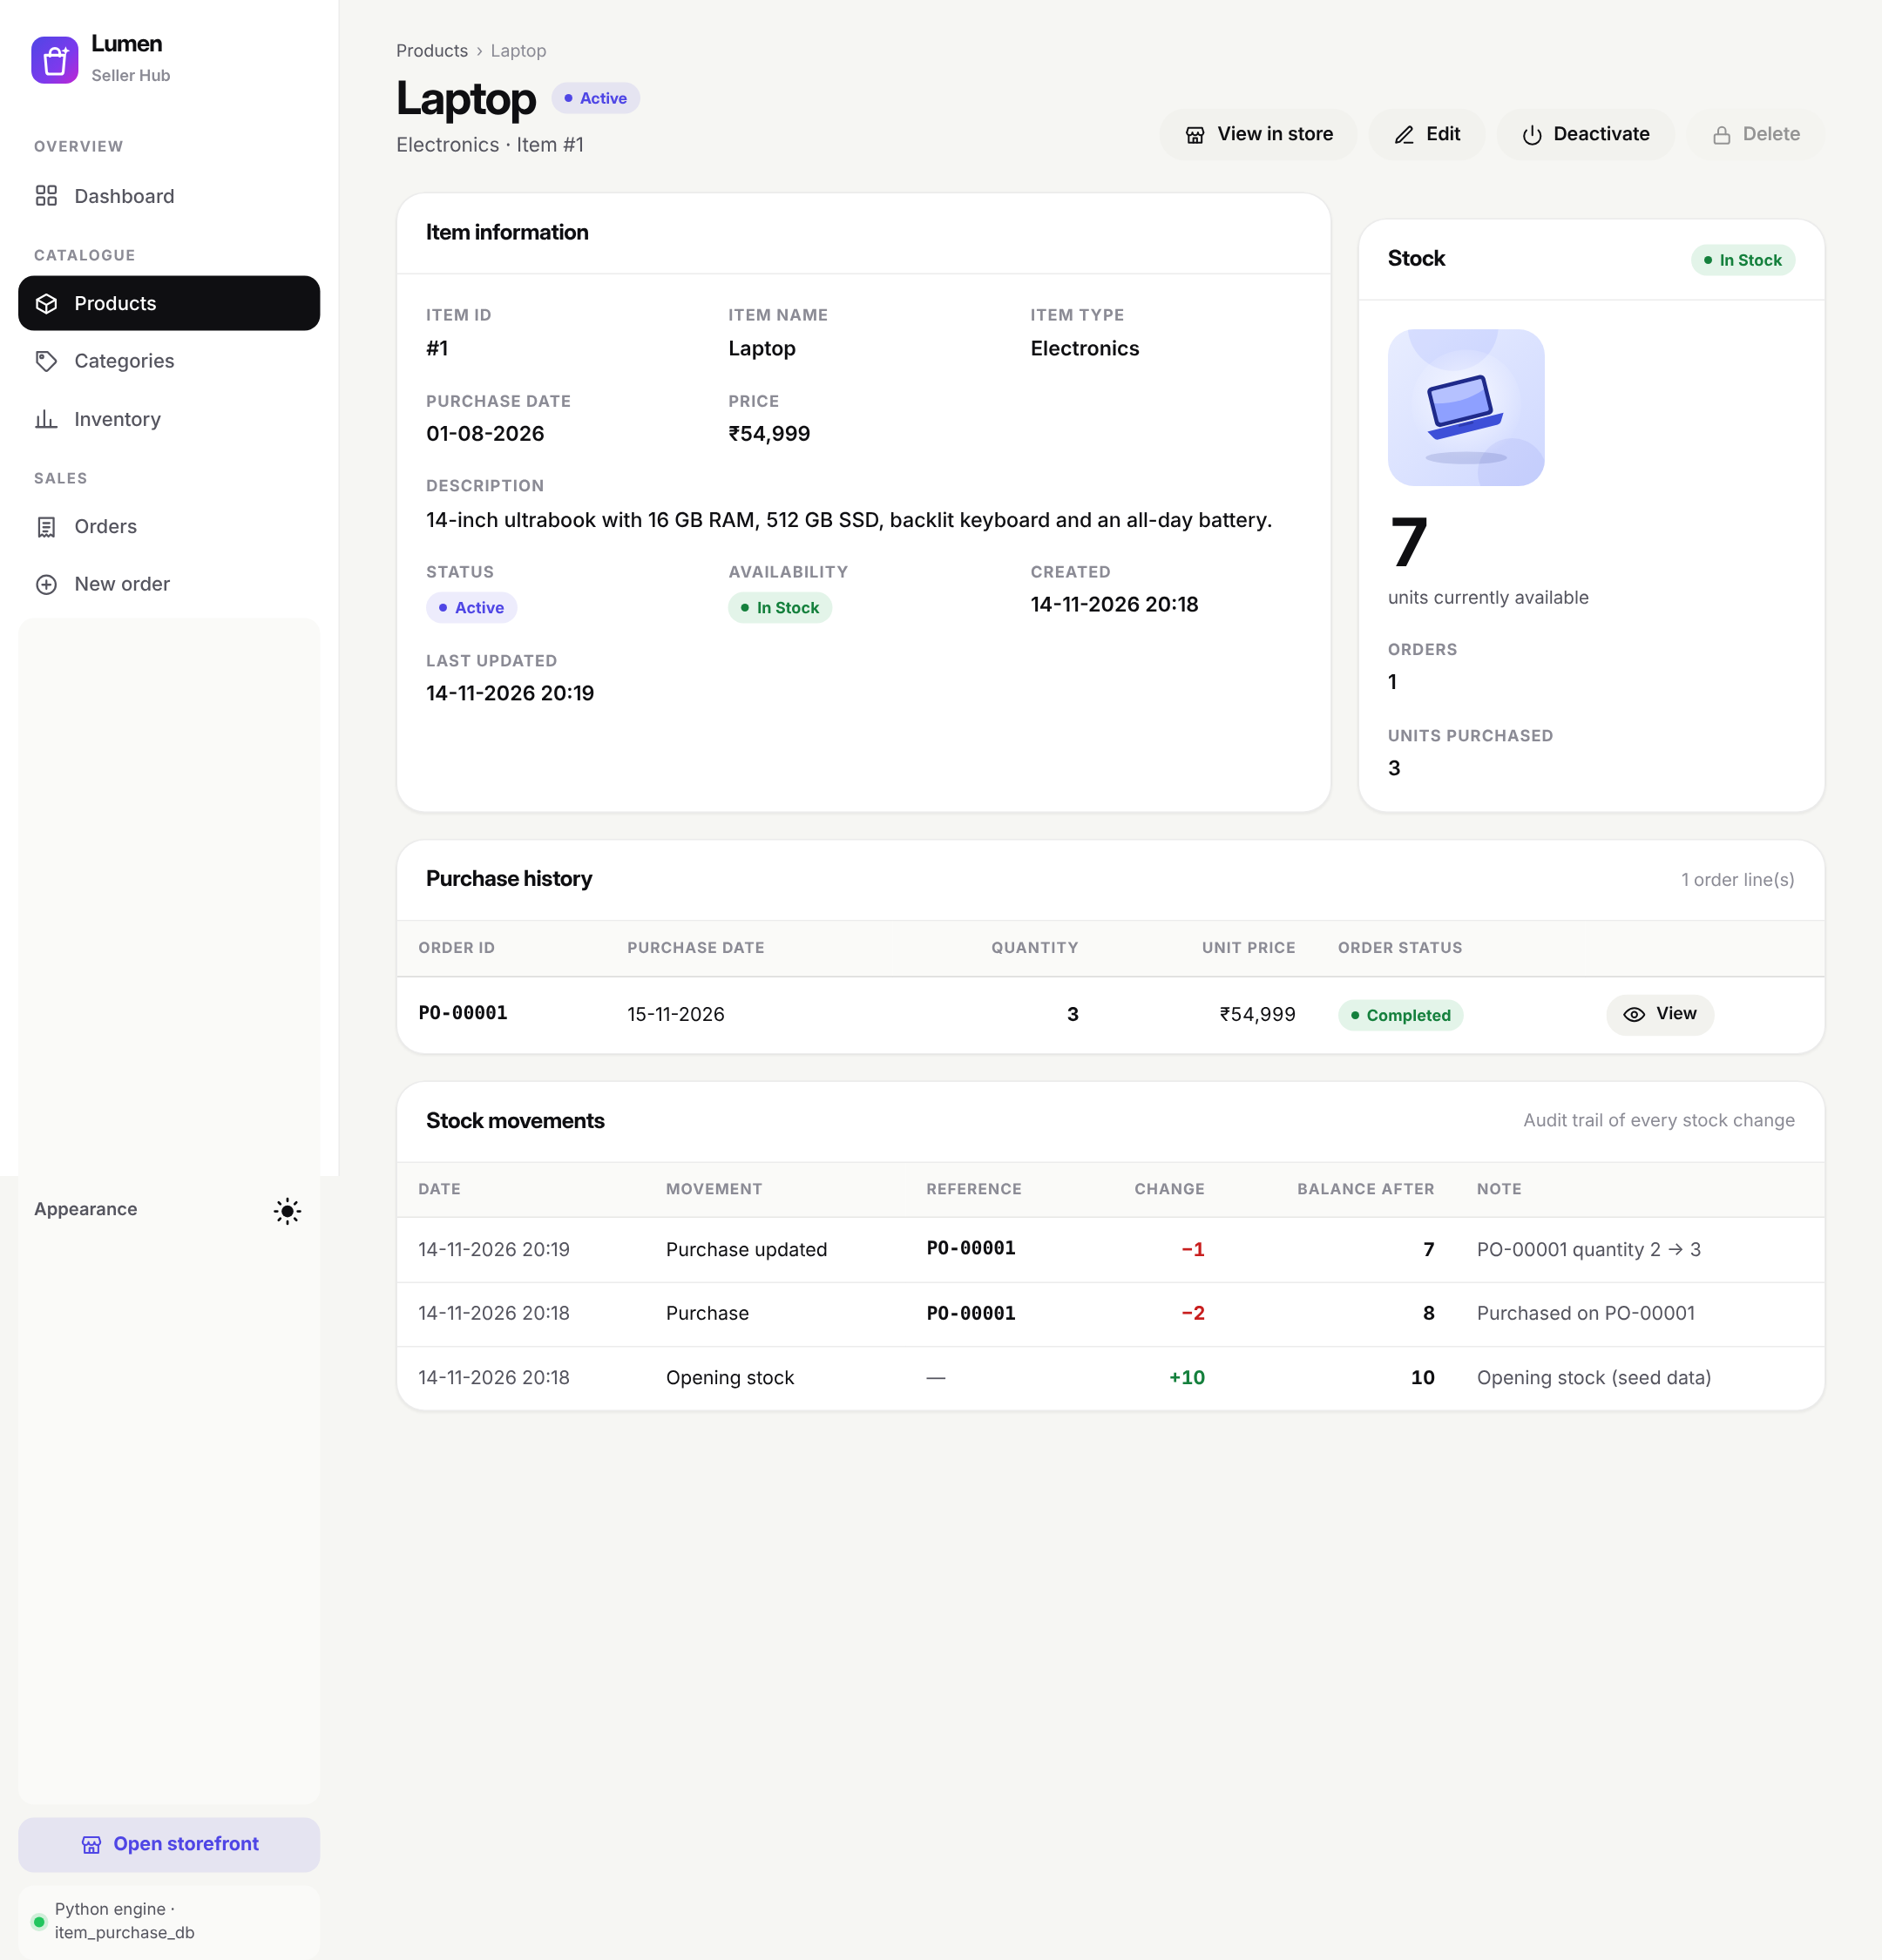 Lumen
Seller Hub
OVERVIEW
Dashboard
CATALOGUE
Products
Categories
Inventory
SALES
Orders
New order
Appearance
Open storefront
Python engine ·
item_purchase_db
Products › Laptop
Laptop Active
Electronics · Item #1
View in store Edit Deactivate Delete
Item information
ITEM ID ITEM NAME ITEM TYPE
#1 Laptop Electronics
PURCHASE DATE PRICE
01-08-2026 ₹54,999
DESCRIPTION
14-inch ultrabook with 16 GB RAM, 512 GB SSD, backlit keyboard and an all-day battery.
STATUS AVAILABILITY CREATED
Active In Stock 14-11-2026 20:18
LAST UPDATED
14-11-2026 20:19
Stock In Stock
7
units currently available
ORDERS
1
UNITS PURCHASED
3
Purchase history 1 order line(s)
ORDER ID PURCHASE DATE QUANTITY UNIT PRICE ORDER STATUS
PO-00001 15-11-2026 3 ₹54,999 Completed View
Stock movements Audit trail of every stock change
DATE MOVEMENT REFERENCE CHANGE BALANCE AFTER NOTE
14-11-2026 20:19 Purchase updated PO-00001 −1 7 PO-00001 quantity 2 → 3
14-11-2026 20:18 Purchase PO-00001 −2 8 Purchased on PO-00001
14-11-2026 20:18 Opening stock — +10 10 Opening stock (seed data)